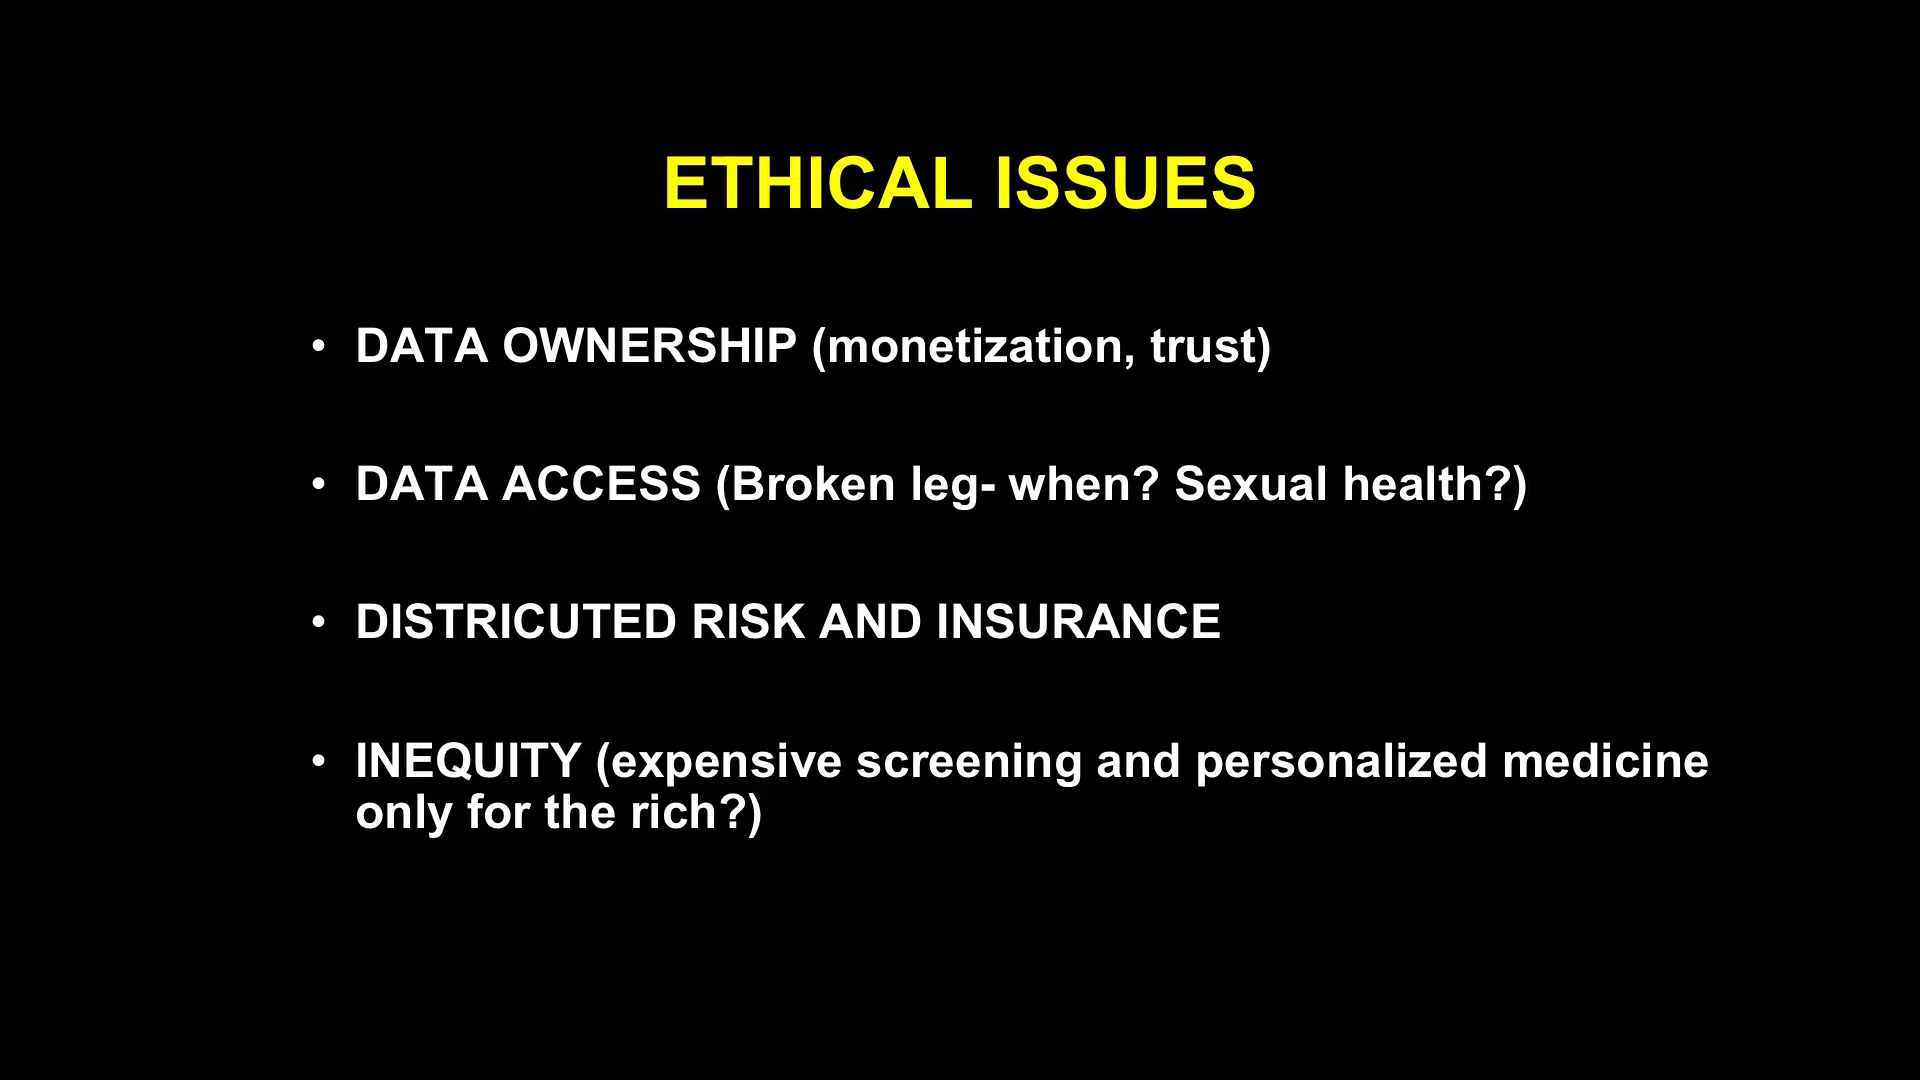 ETHICAL ISSUES
• DATA OWNERSHIP (monetization, trust)
• DATA ACCESS (Broken leg- when? Sexual health?)
• DISTRICUTED RISK AND INSURANCE
• INEQUITY (expensive screening and personalized medicine
only for the rich?)